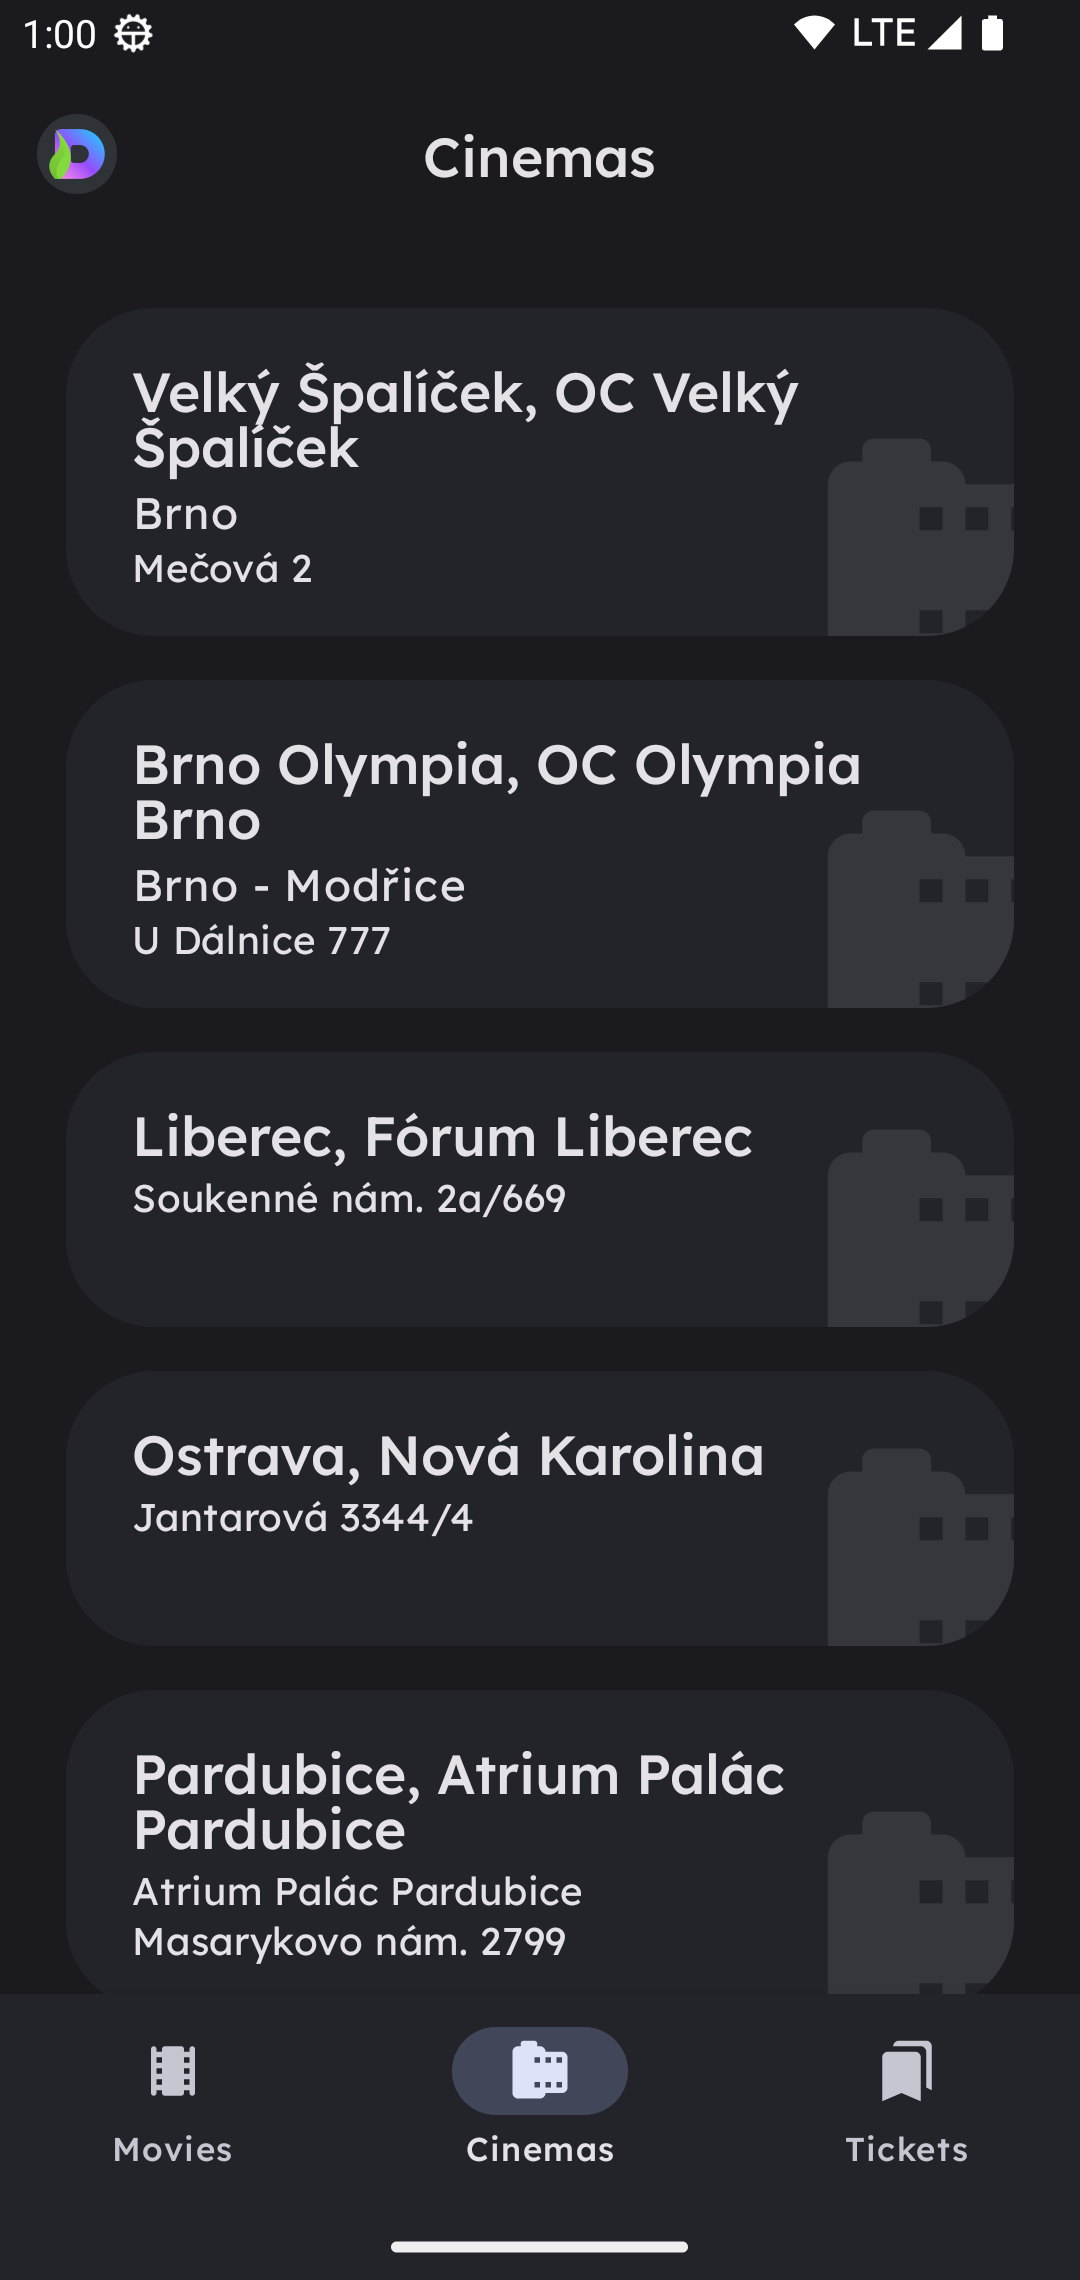 1:00
LTE
Cinemas
Velký Špalíček, OC Velký
Špalíček
Brno
Mečová 2
Brno Olympia, OC Olympia
Brno
Brno - Modřice
U Dálnice 777
Liberec, Fórum Liberec
Soukenné nám. 2a/669
Ostrava, Nová Karolina
Jantarová 3344/4
Pardubice, Atrium Palác
Pardubice
Atrium Palác Pardubice
Masarykovo nám. 2799
Movies
Cinemas
Tickets